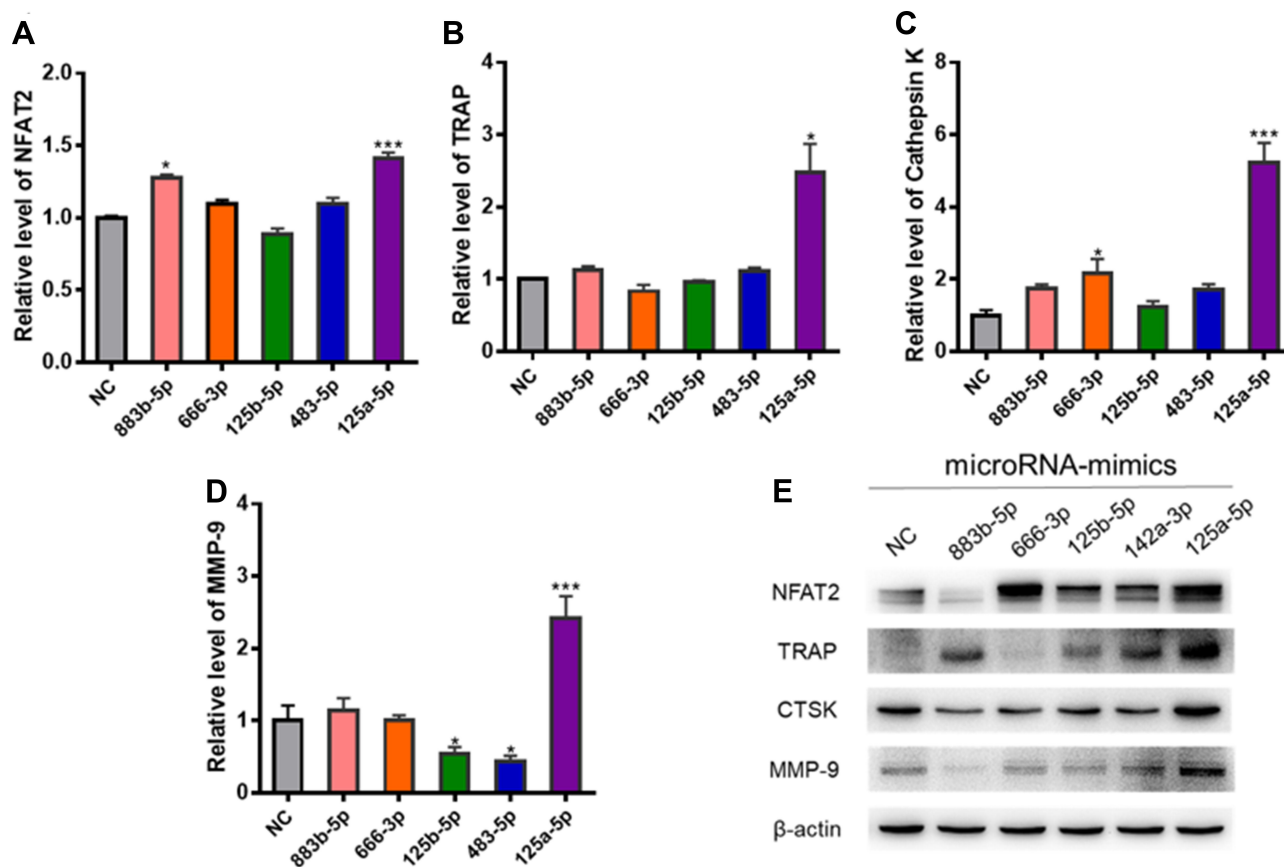 A
Relative level of NFAT2
2.0
1.5
1.0
0.5
0.0
*
***
NC
883b-5p
666-3p
125b-5p
483-5p
125a-5p
B
Relative level of TRAP
4
3
2
1
0
*
NC
883b-5p
666-3p
125b-5p
483-5p
125a-5p
C
Relative level of Cathepsin K
8
6
4
2
0
*
***
NC
883b-5p
666-3p
125b-5p
483-5p
125a-5p
D
Relative level of MMP-9
4
3
2
1
0
*
*
***
NC
883b-5p
666-3p
125b-5p
483-5p
125a-5p
E
microRNA-mimics
NC
883b-5p
666-3p
125b-5p
142a-3p
125a-5p
NFAT2
TRAP
CTSK
MMP-9
β-actin